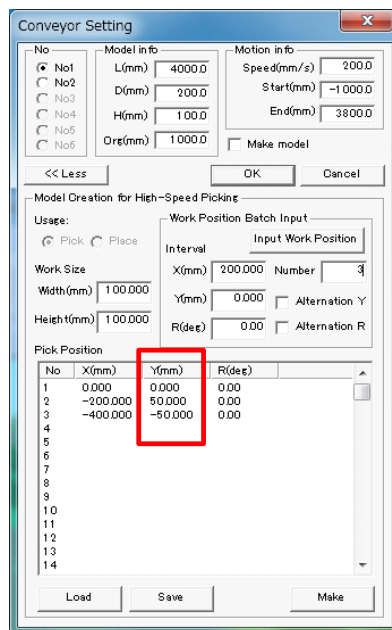 Conveyor Setting
No
No1
No2
No3
No4
No5
No6
Model info
L(mm) 4000.0
D(mm) 200.0
H(mm) 100.0
Org(mm) 1000.0
Motion info
Speed(mm/s) 200.0
Start(mm) -1000.0
End(mm) 3800.0
Make model
<< Less
OK
Cancel
Model Creation for High-Speed Picking
Usage:
Pick Place
Work Size
Width(mm) 100.000
Height(mm) 100.000
Work Position Batch Input
Interval
Input Work Position
X(mm) 200.000 Number 3
Y(mm) 0.000 Alternation Y
R(deg) 0.00 Alternation R
Pick Position
No X(mm) Y(mm) R(deg)
1 0.000 0.000 0.00
2 -200.000 50.000 0.00
3 -400.000 -50.000 0.00
4
5
6
7
8
9
10
11
12
13
14
Load
Save
Make